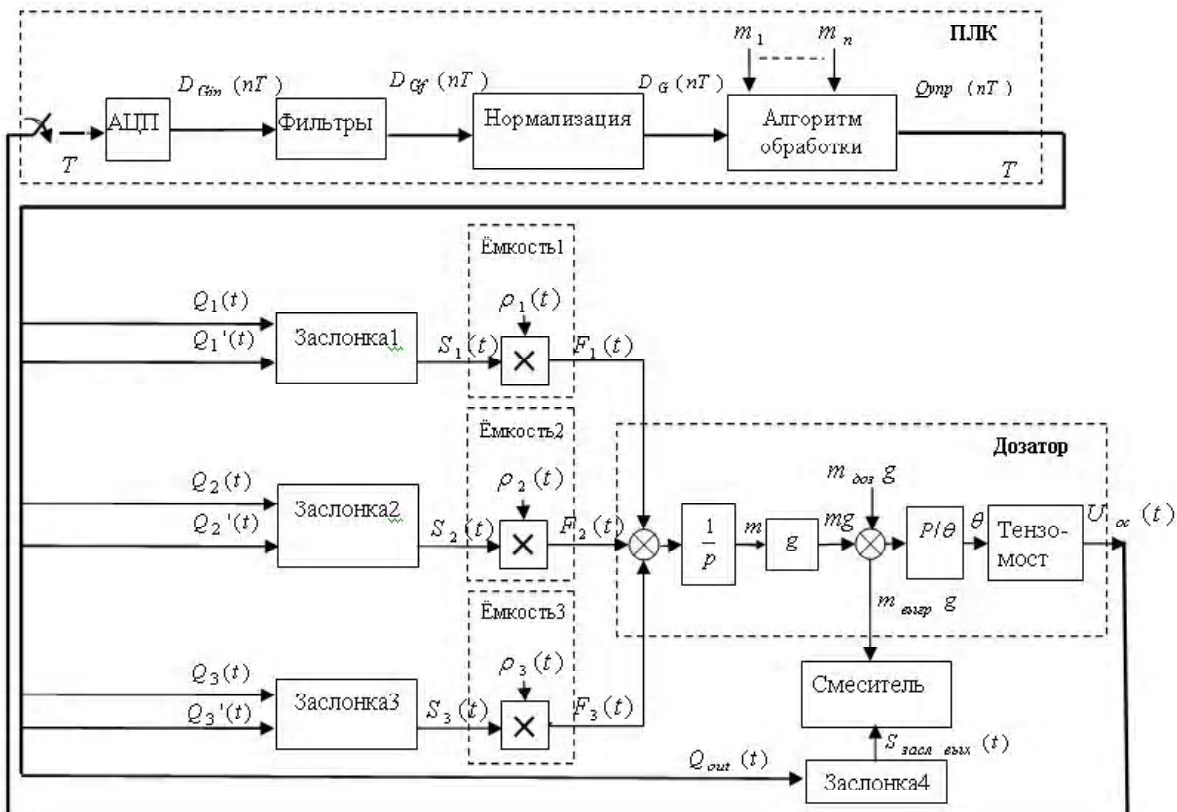 ПЛК
m 1 m n
D Gin (nT) D Gf (nT) D G (nT) Qупр (nT)
АЦП
Фильтры
Нормализация
Алгоритм
обработки
T
T
Ёмкость1
ρ 1 (t)
Q 1 (t)
Q 1 '(t)
Заслонка1
S 1 (t)
×
F 1 (t)
Ёмкость2
ρ 2 (t)
Q 2 (t)
Q 2 '(t)
Заслонка2
S 2 (t)
×
F 2 (t)
Дозатор
1
p
m
g
mg
m доз g
P/θ
θ
Тензо-
мост
U ∝ (t)
m выгр g
Ёмкость3
ρ 3 (t)
Q 3 (t)
Q 3 '(t)
Заслонка3
S 3 (t)
×
F 3 (t)
Смеситель
S засл вых (t)
Q out (t)
Заслонка4